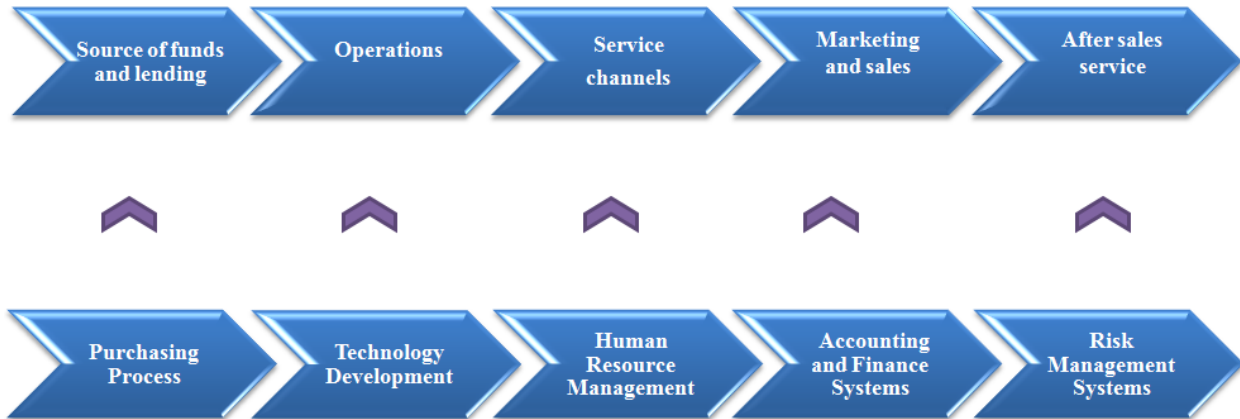 Source of funds
and lending
Operations
Service
channels
Marketing
and sales
After sales
service
Purchasing
Process
Technology
Development
Human
Resource
Management
Accounting
and Finance
Systems
Risk
Management
Systems